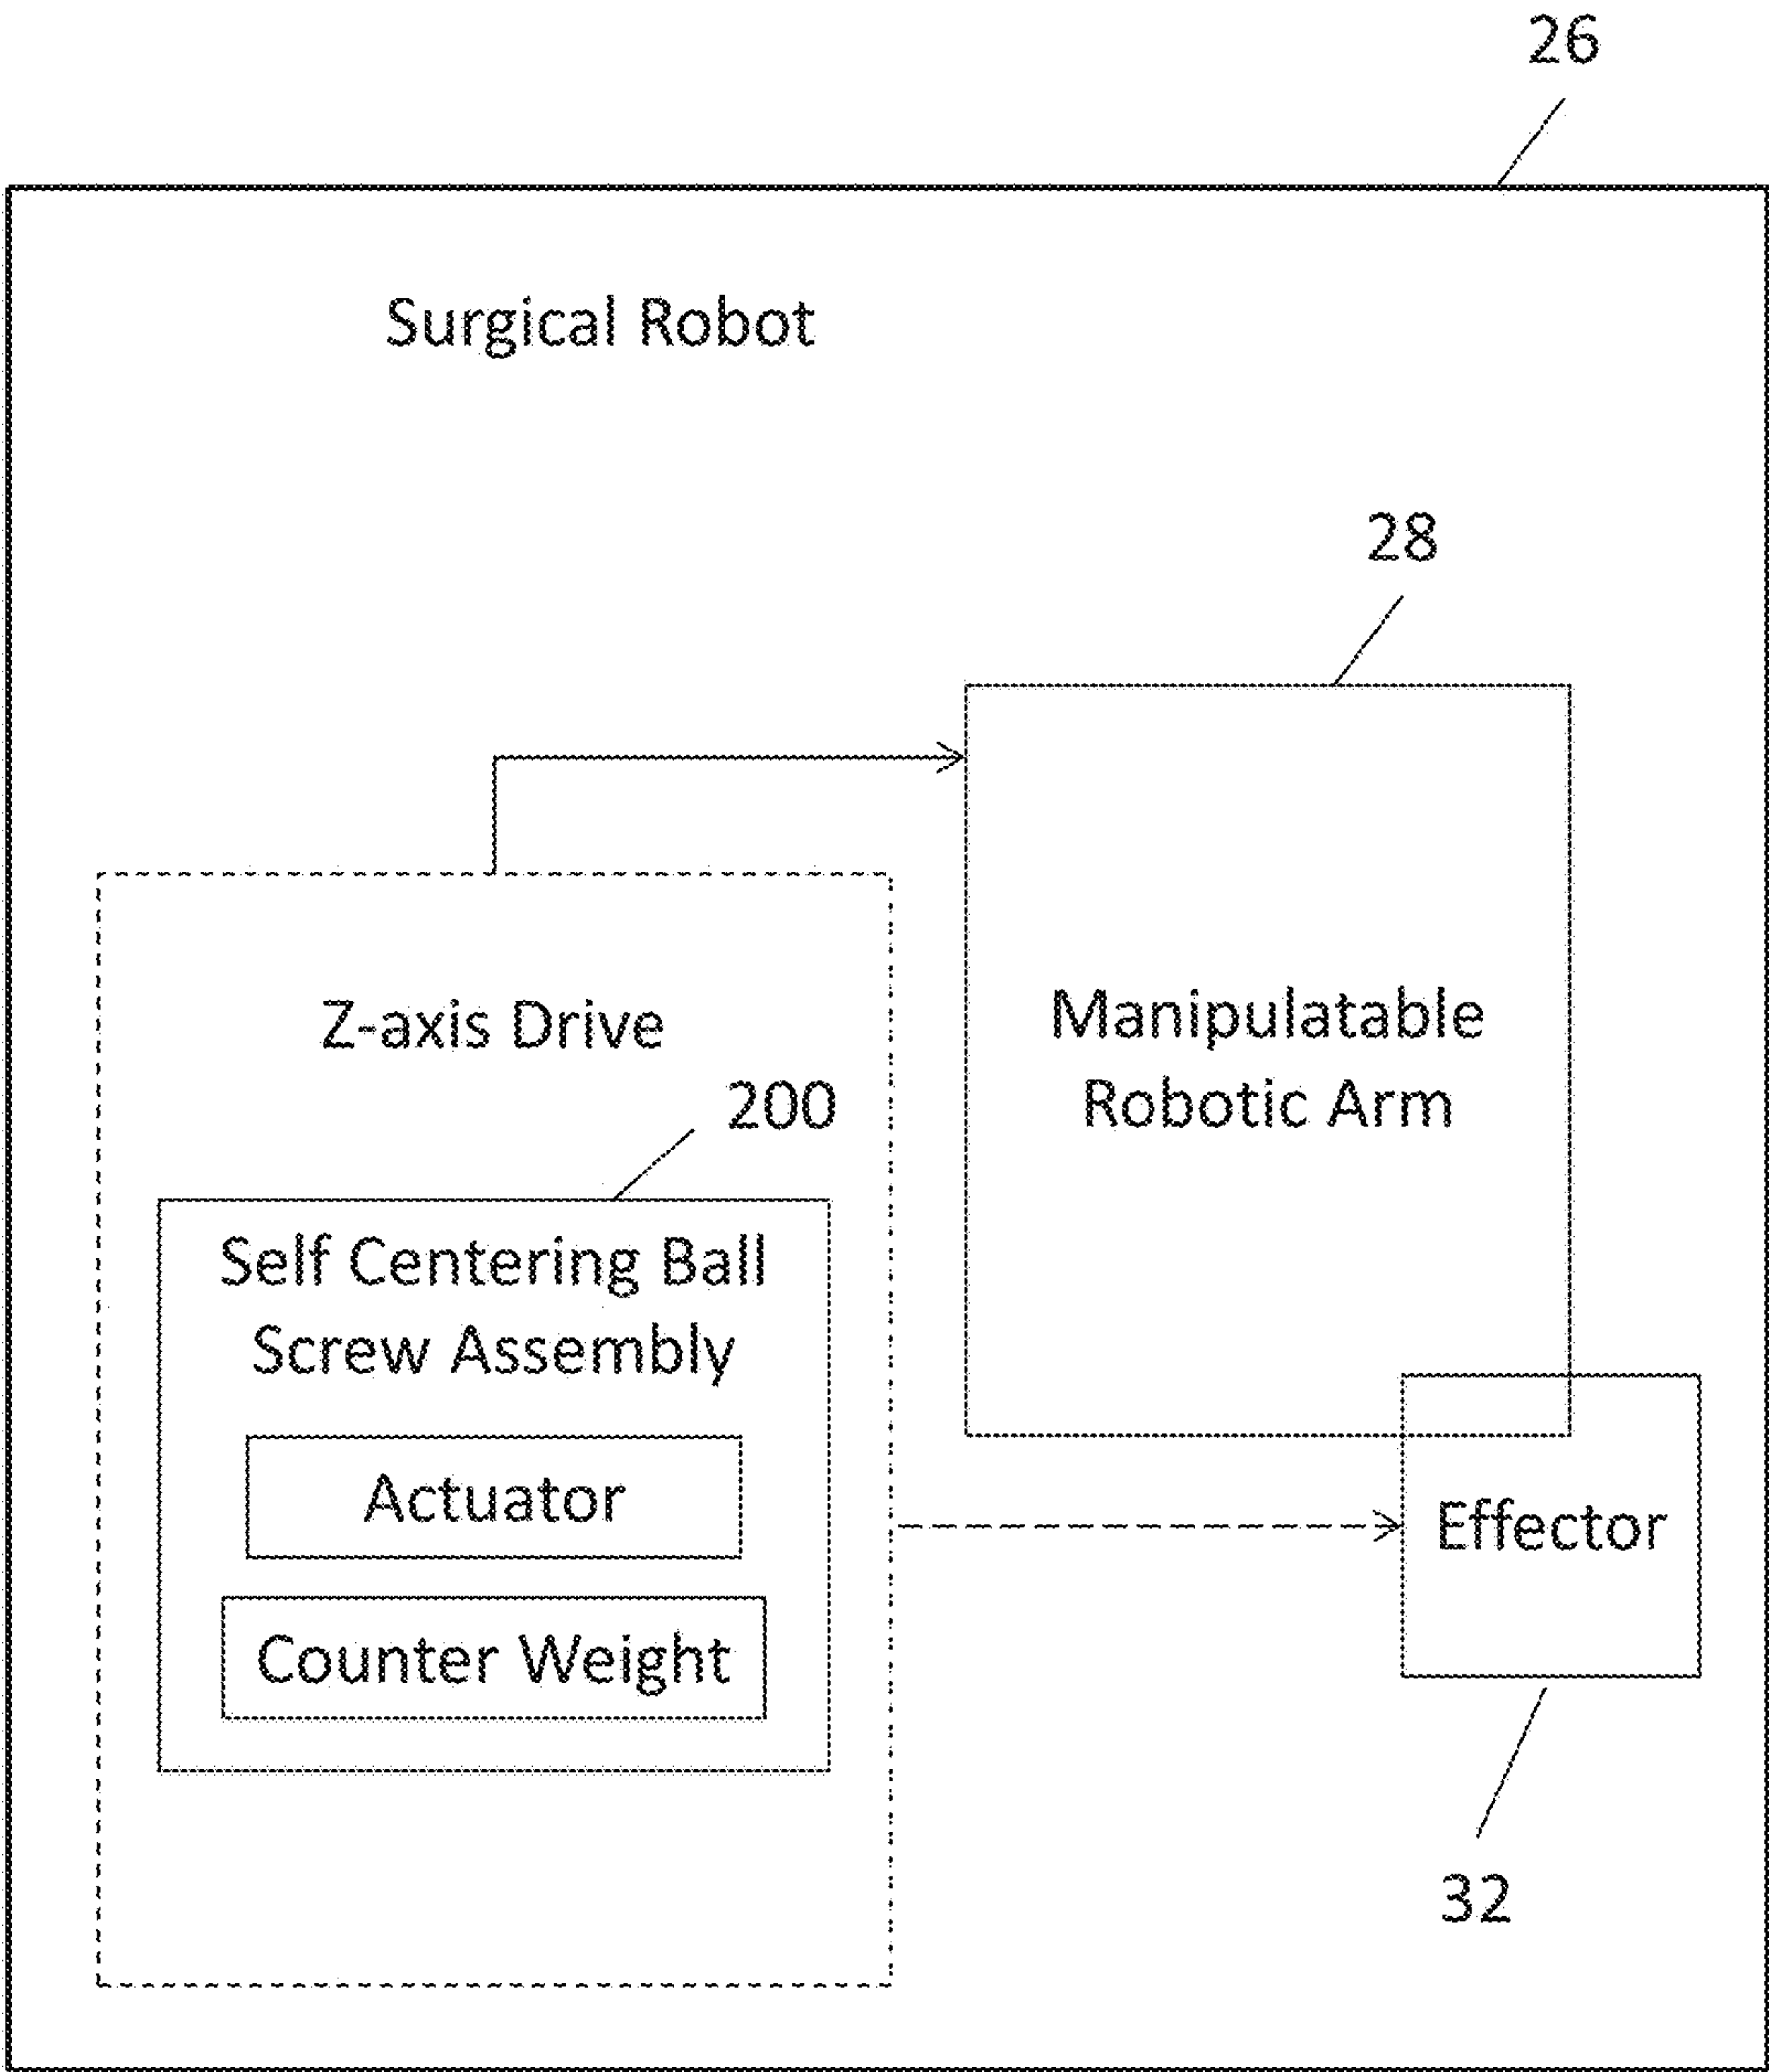 26
Surgical Robot
28
Z-axis Drive
Manipulatable
Robotic Arm
200
Self Centering Ball
Screw Assembly
Actuator
Counter Weight
Effector
32